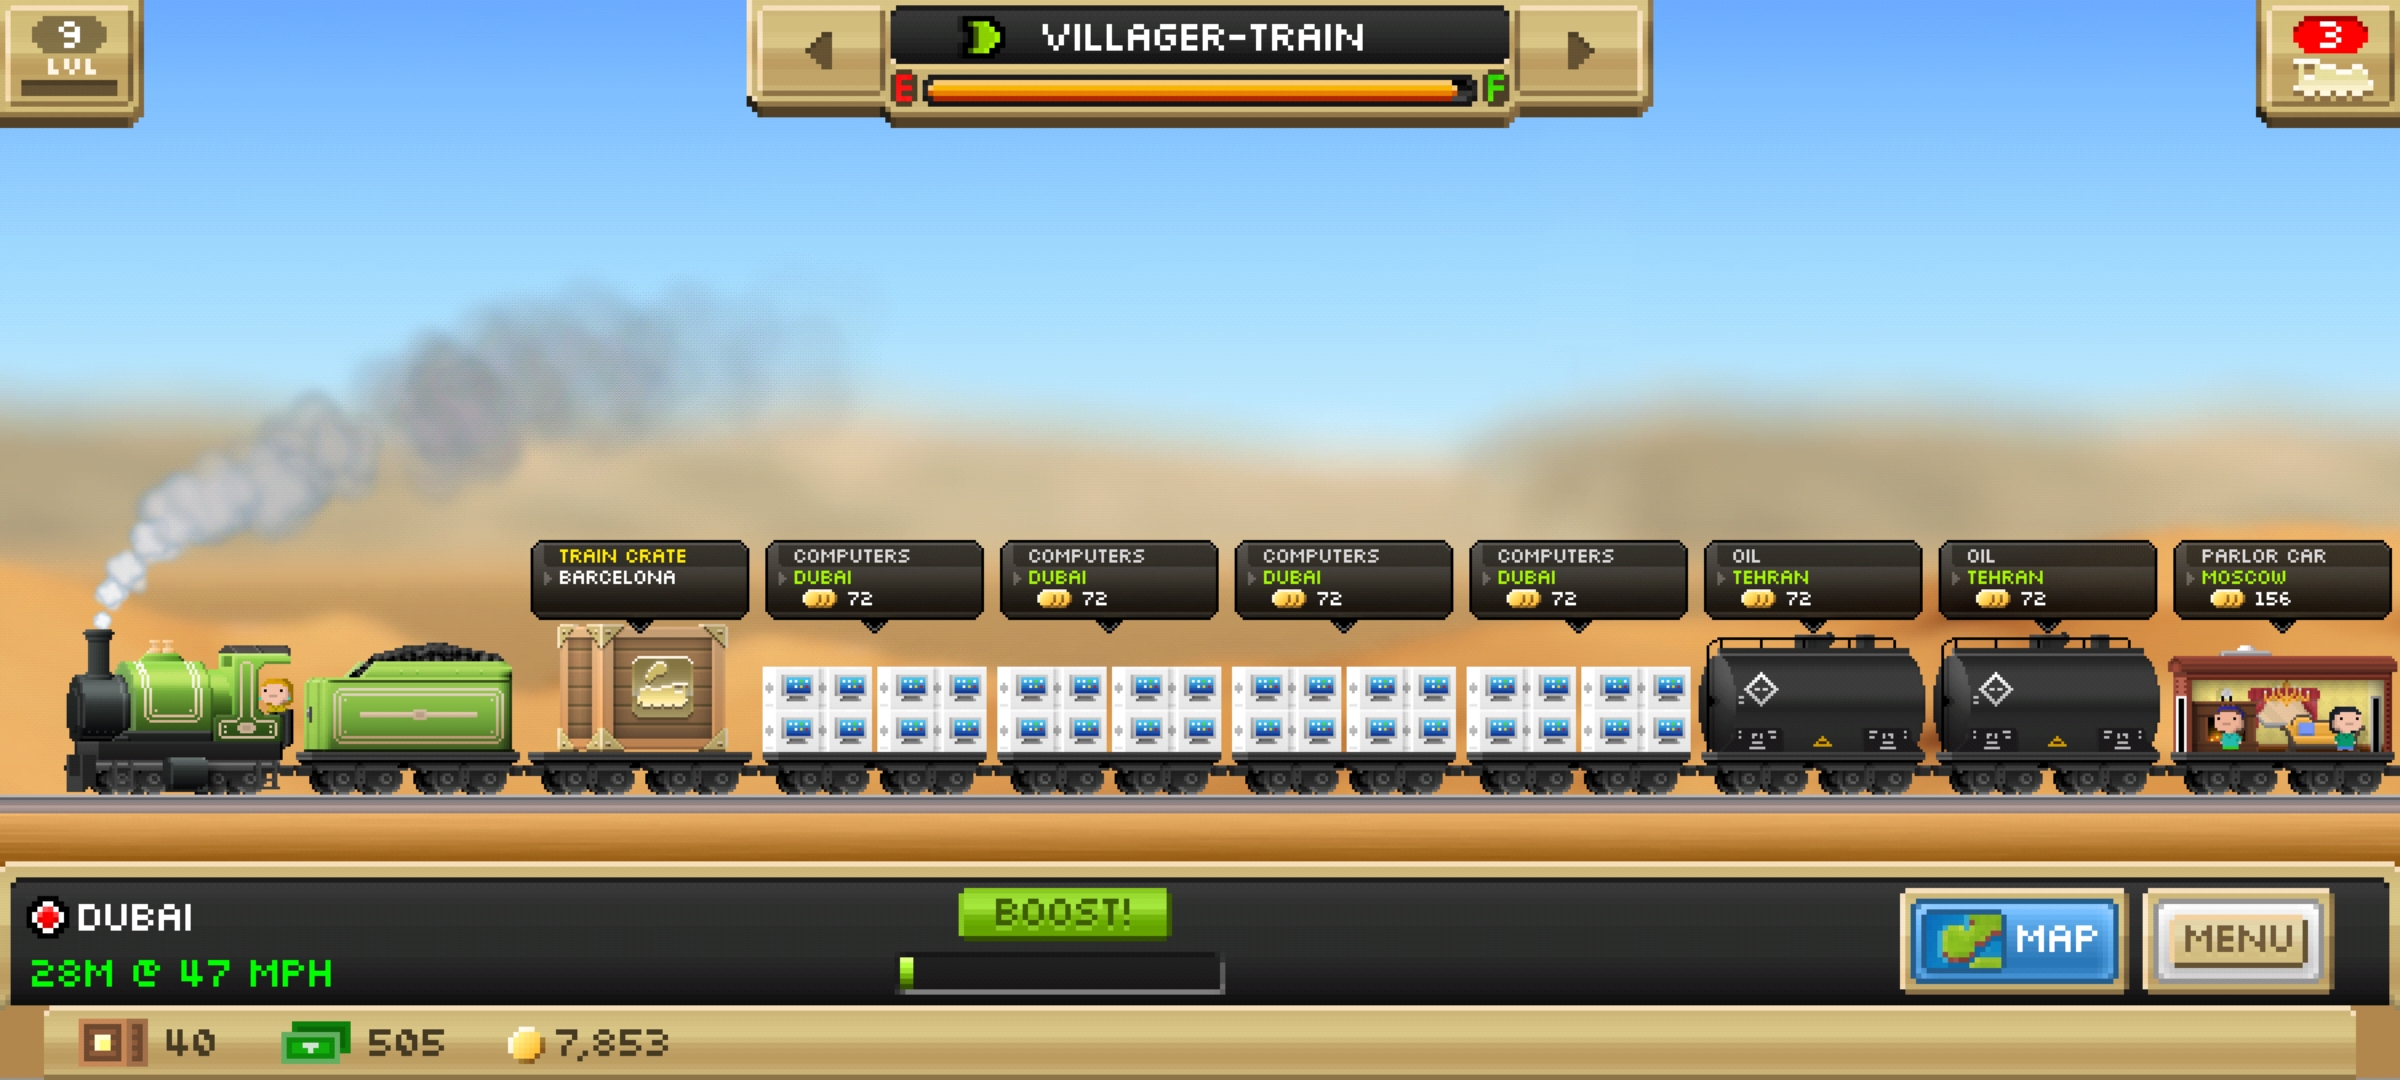 9
LVL
VILLAGER-TRAIN
E F
3
TRAIN CRATE
BARCELONA
COMPUTERS
DUBAI
72
COMPUTERS
DUBAI
72
COMPUTERS
DUBAI
72
COMPUTERS
DUBAI
72
OIL
TEHRAN
72
OIL
TEHRAN
72
PARLOR CAR
MOSCOW
156
DUBAI
28M @ 47 MPH
BOOST!
MAP
MENU
40
505
7,853